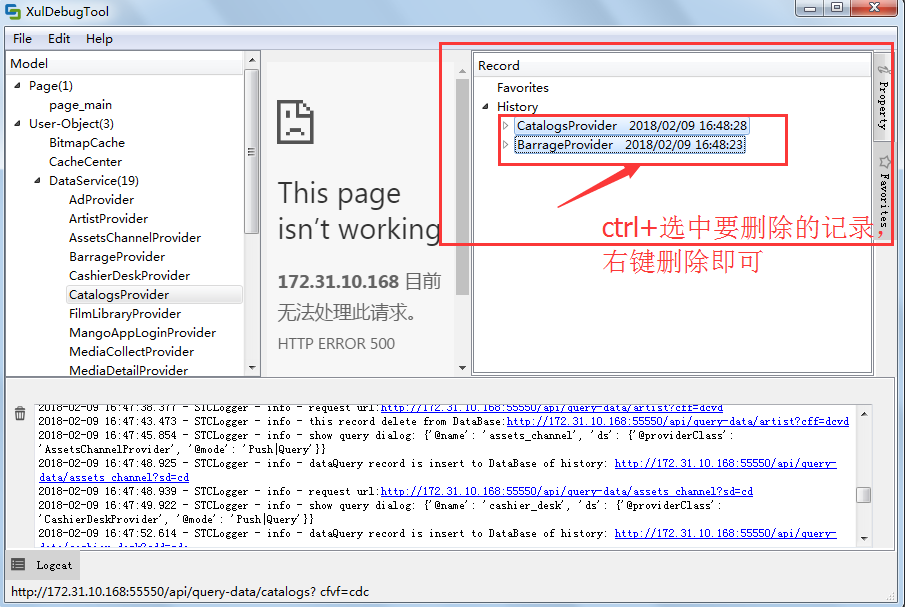 XulDebugTool
File Edit Help
Model
Page(1)
page_main
User-Object(3)
BitmapCache
CacheCenter
DataService(19)
AdProvider
ArtistProvider
AssetsChannelProvider
BarrageProvider
CashierDeskProvider
CatalogsProvider
FilmLibraryProvider
MangoAppLoginProvider
MediaCollectProvider
MediaDetailProvider
This page
isn't working
172.31.10.168 目前
无法处理此请求。
HTTP ERROR 500
Record
Favorites
History
CatalogsProvider 2018/02/09 16:48:28
BarrageProvider 2018/02/09 16:48:23
ctrl+选中要删除的记录，
右键删除即可
Property
Favorites
2018-02-09 16:47:38.377 - STCLogger - info - request url:http://172.31.10.168:55550/api/query-data/artist?cff=dcvd
2018-02-09 16:47:43.473 - STCLogger - info - this record delete from DataBase:http://172.31.10.168:55550/api/query-data/artist?cff=dcvd
2018-02-09 16:47:45.854 - STCLogger - info - show query dialog: {'@name': 'assets_channel', 'ds': {'@providerClass':
'AssetsChannelProvider', '@mode': 'Push|Query'}}
2018-02-09 16:47:48.925 - STCLogger - info - dataQuery record is insert to DataBase of history: http://172.31.10.168:55550/api/query-
data/assets_channel?sd=cd
2018-02-09 16:47:48.939 - STCLogger - info - request url:http://172.31.10.168:55550/api/query-data/assets_channel?sd=cd
2018-02-09 16:47:49.922 - STCLogger - info - show query dialog: {'@name': 'cashier_desk', 'ds': {'@providerClass':
'CashierDeskProvider', '@mode': 'Push|Query'}}
2018-02-09 16:47:52.614 - STCLogger - info - dataQuery record is insert to DataBase of history: http://172.31.10.168:55550/api/query-
Logcat
http://172.31.10.168:55550/api/query-data/catalogs? cfvf=cdc